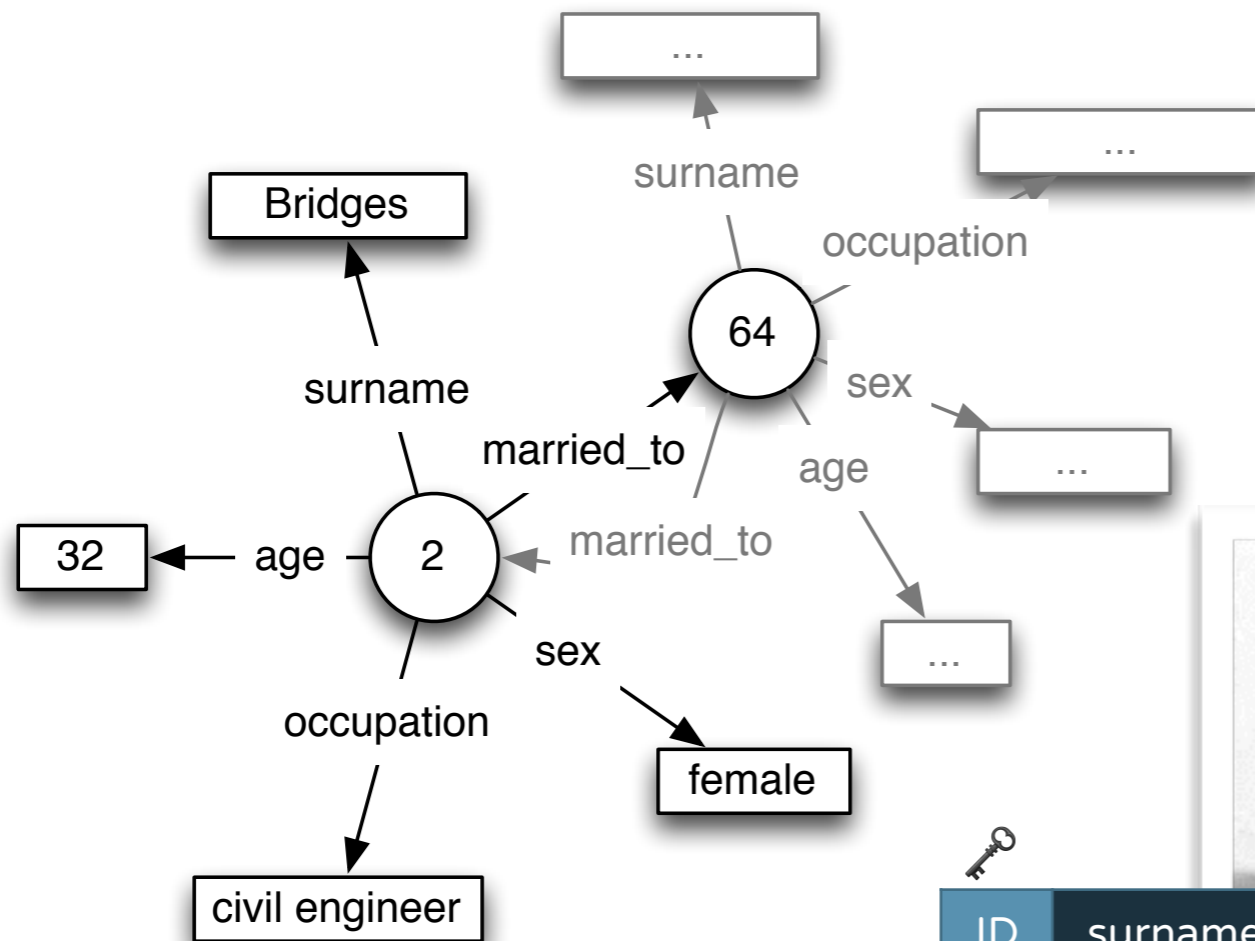 ...
...
surname
Bridges
occupation
64
sex
surname
married_to
...
age
married_to
32
age
2
sex
...
occupation
female
civil engineer
ID
surname